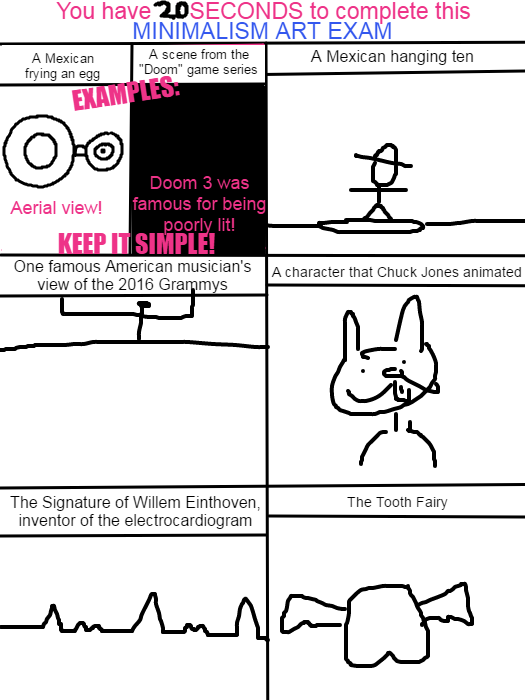 You have 20 SECONDS to complete this
MINIMALISM ART EXAM
A Mexican
frying an egg
A scene from the
"Doom" game series
A Mexican hanging ten
EXAMPLES:
Aerial view!
Doom 3 was
famous for being
poorly lit!
KEEP IT SIMPLE!
One famous American musician's
view of the 2016 Grammys
A character that Chuck Jones animated
The Signature of Willem Einthoven,
inventor of the electrocardiogram
The Tooth Fairy